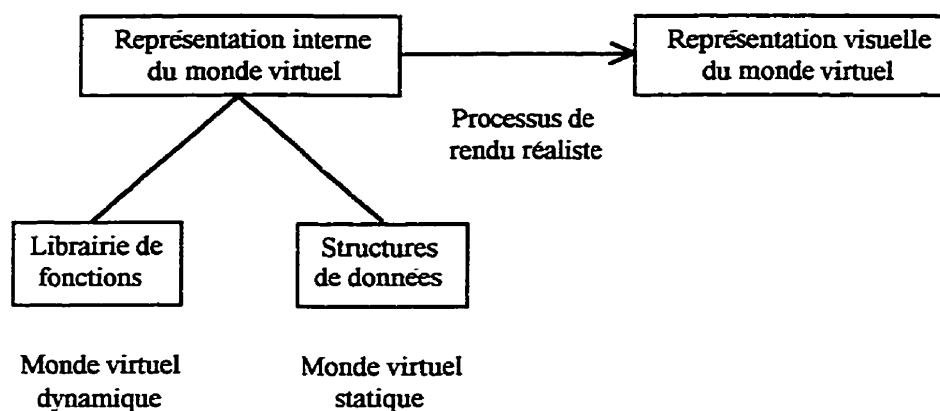 Représentation interne
du monde virtuel
Représentation visuelle
du monde virtuel
Processus de
rendu réaliste
Librairie de
fonctions
Structures
de données
Monde virtuel
dynamique
Monde virtuel
statique